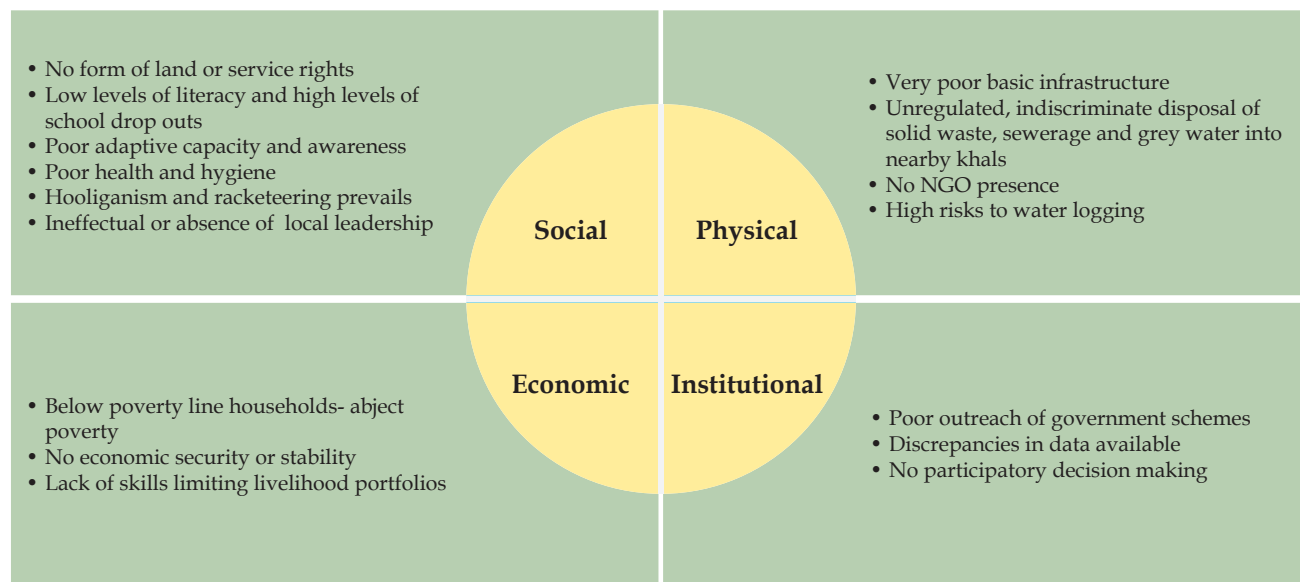 • No form of land or service rights
• Low levels of literacy and high levels of
school drop outs
• Poor adaptive capacity and awareness
• Poor health and hygiene
• Hooliganism and racketeering prevails
• Ineffectual or absence of local leadership
Social
• Very poor basic infrastructure
• Unregulated, indiscriminate disposal of
solid waste, sewerage and grey water into
nearby khals
• No NGO presence
• High risks to water logging
Physical
Economic
• Below poverty line households- abject
poverty
• No economic security or stability
• Lack of skills limiting livelihood portfolios
Institutional
• Poor outreach of government schemes
• Discrepancies in data available
• No participatory decision making